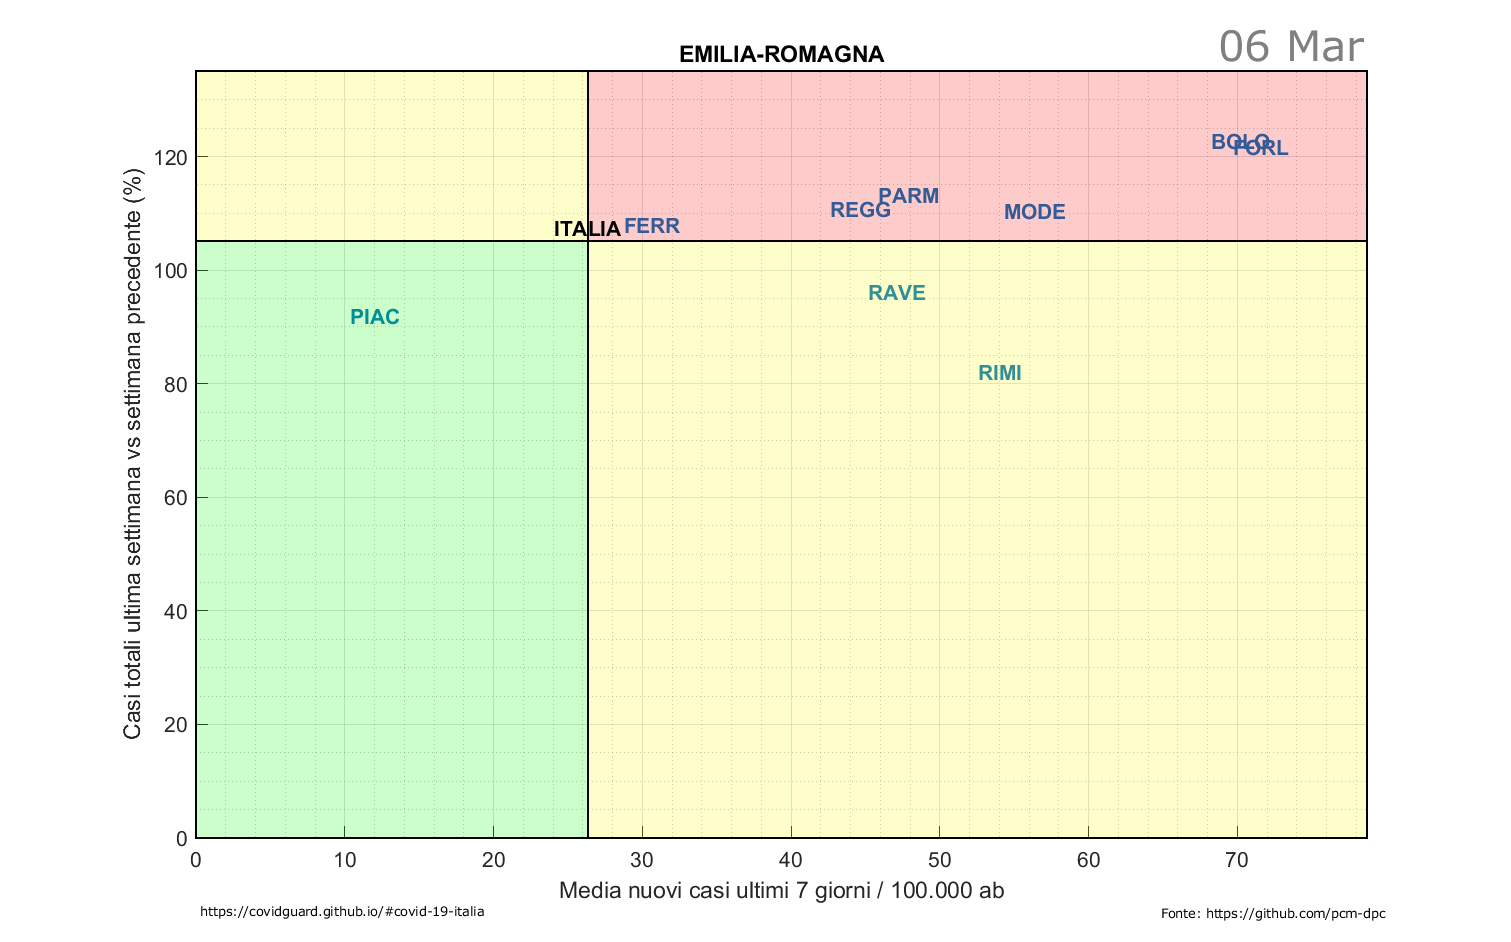 06 Mar
EMILIA-ROMAGNA
Casi totali ultima settimana vs settimana precedente (%)
120
100
80
60
40
20
0
BOLO
FORL
PARM
REGG
MODE
FERR
ITALIA
RAVE
PIAC
RIMI
0 10 20 30 40 50 60 70
Media nuovi casi ultimi 7 giorni / 100.000 ab
https://covidguard.github.io/#covid-19-italia
Fonte: https://github.com/pcm-dpc